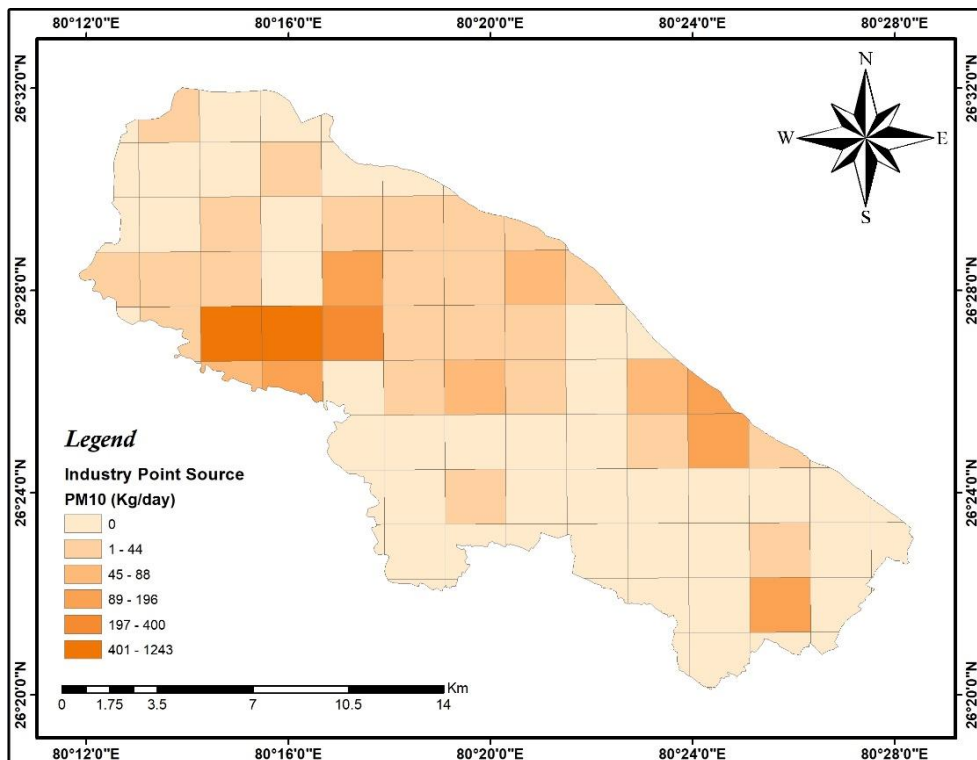 80°12'0"E 80°16'0"E 80°20'0"E 80°24'0"E 80°28'0"E
26°32'0"N 26°32'0"N
N
W E
S
26°28'0"N 26°28'0"N
Legend
Industry Point Source
PM10 (Kg/day)
0
1 - 44
45 - 88
89 - 196
197 - 400
401 - 1243
26°24'0"N 26°24'0"N
Km
0 1.75 3.5 7 10.5 14
26°20'0"N 26°20'0"N
80°12'0"E 80°16'0"E 80°20'0"E 80°24'0"E 80°28'0"E